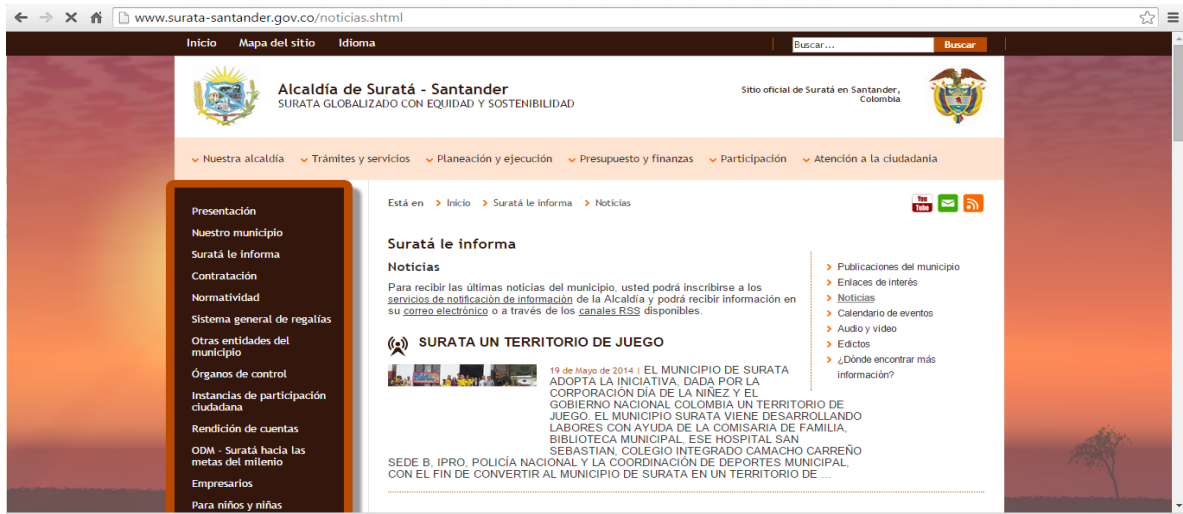 www.surata-santander.gov.co/noticias.shtml
Inicio Mapa del sitio Idioma
Buscar... Buscar
Alcaldía de Suratá - Santander
SURATA GLOBALIZADO CON EQUIDAD Y SOSTENIBILIDAD
Sitio oficial de Suratá en Santander,
Colombia
Nuestra alcaldía Trámites y servicios Planeación y ejecución Presupuesto y finanzas Participación Atención a la ciudadania
Presentación
Nuestro municipio
Suratá le informa
Contratación
Normatividad
Sistema general de regalías
Otras entidades del
municipio
Órganos de control
Instancias de participación
ciudadana
Rendición de cuentas
ODM - Suratá hacia las
metas del milenio
Empresarios
Para niños y niñas
Está en Inicio Suratá le informa Noticias
You
Tube
Suratá le informa
Noticias
Para recibir las últimas noticias del municipio, usted podrá inscribirse a los
servicios de notificación de información de la Alcaldía y podrá recibir información en
su correo electrónico o a través de los canales RSS disponibles.
SURATA UN TERRITORIO DE JUEGO
19 de Mayo de 2014 | EL MUNICIPIO DE SURATA
ADOPTA LA INICIATIVA, DADA POR LA
CORPORACIÓN DÍA DE LA NIÑEZ Y EL
GOBIERNO NACIONAL COLOMBIA UN TERRITORIO DE
JUEGO. EL MUNICIPIO SURATA VIENE DESARROLLANDO
LABORES CON AYUDA DE LA COMISARIA DE FAMILIA,
BIBLIOTECA MUNICIPAL, ESE HOSPITAL SAN
SEBASTIAN, COLEGIO INTEGRADO CAMACHO CARREÑO
SEDE B, IPRO, POLICÍA NACIONAL Y LA COORDINACIÓN DE DEPORTES MUNICIPAL,
CON EL FIN DE CONVERTIR AL MUNICIPIO DE SURATA EN UN TERRITORIO DE ...
Publicaciones del municipio
Enlaces de interés
Noticias
Calendario de eventos
Audio y video
Edictos
¿Dónde encontrar más
información?